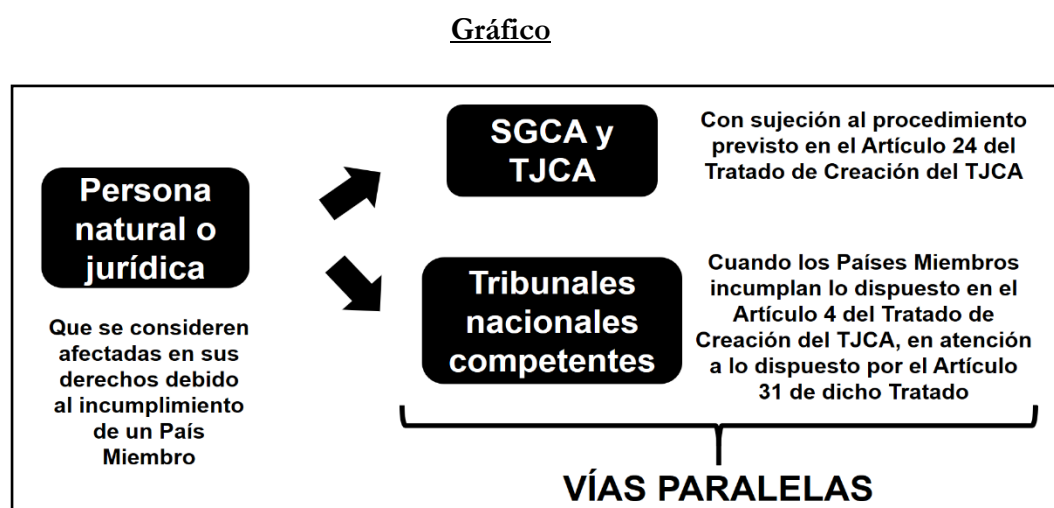 Gráfico
Persona
natural o
jurídica
Que se consideren
afectadas en sus
derechos debido
al incumplimiento
de un País
Miembro
SGCA y
TJCA
Con sujeción al procedimiento
previsto en el Artículo 24 del
Tratado de Creación del TJCA
Tribunales
nacionales
competentes
Cuando los Países Miembros
incumplan lo dispuesto en el
Artículo 4 del Tratado de
Creación del TJCA, en atención
a lo dispuesto por el Artículo
31 de dicho Tratado
VÍAS PARALELAS